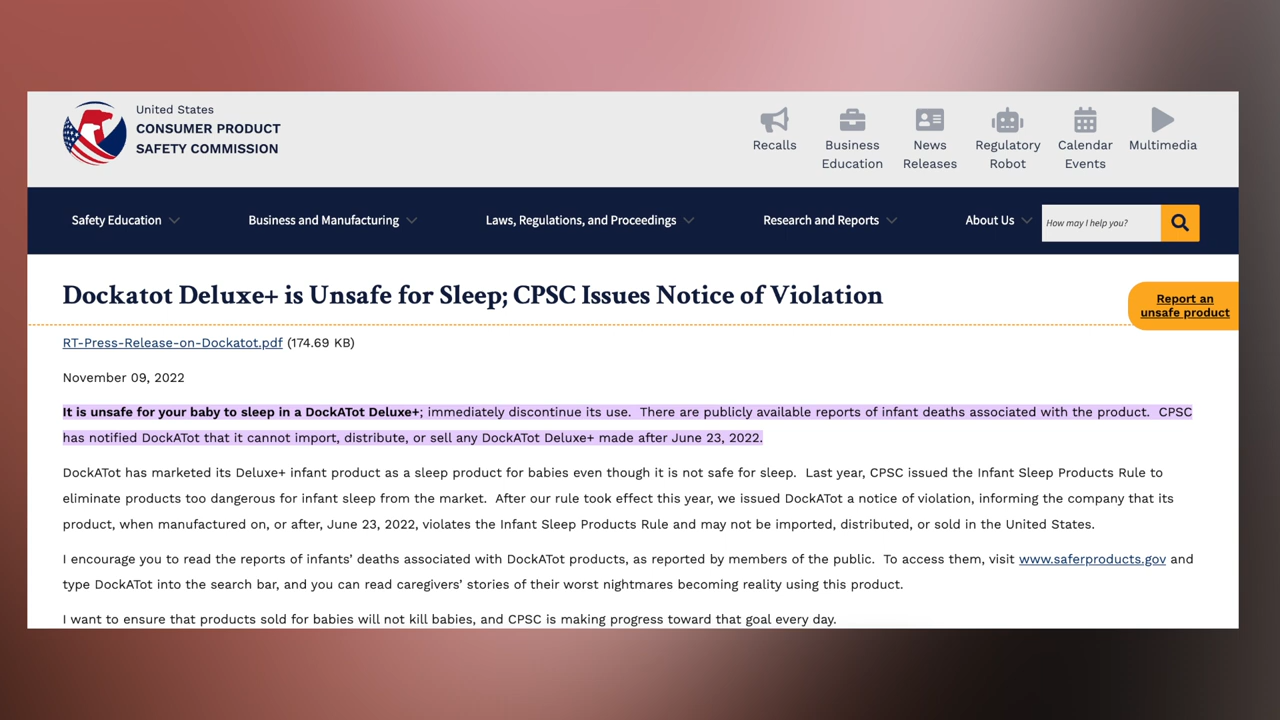 United States
CONSUMER PRODUCT
SAFETY COMMISSION
Recalls
Business
Education
News
Releases
Regulatory
Robot
Calendar
Events
Multimedia
Safety Education
Business and Manufacturing
Laws, Regulations, and Proceedings
Research and Reports
About Us
How may I help you?
Dockatot Deluxe+ is Unsafe for Sleep; CPSC Issues Notice of Violation
Report an
unsafe product
RT-Press-Release-on-Dockatot.pdf (174.69 KB)
November 09, 2022
It is unsafe for your baby to sleep in a DockATot Deluxe+; immediately discontinue its use.  There are publicly available reports of infant deaths associated with the product.  CPSC
has notified DockATot that it cannot import, distribute, or sell any DockATot Deluxe+ made after June 23, 2022.
DockATot has marketed its Deluxe+ infant product as a sleep product for babies even though it is not safe for sleep.  Last year, CPSC issued the Infant Sleep Products Rule to
eliminate products too dangerous for infant sleep from the market.  After our rule took effect this year, we issued DockATot a notice of violation, informing the company that its
product, when manufactured on, or after, June 23, 2022, violates the Infant Sleep Products Rule and may not be imported, distributed, or sold in the United States.
I encourage you to read the reports of infants’ deaths associated with DockATot products, as reported by members of the public.  To access them, visit www.saferproducts.gov and
type DockATot into the search bar, and you can read caregivers’ stories of their worst nightmares becoming reality using this product.
I want to ensure that products sold for babies will not kill babies, and CPSC is making progress toward that goal every day.